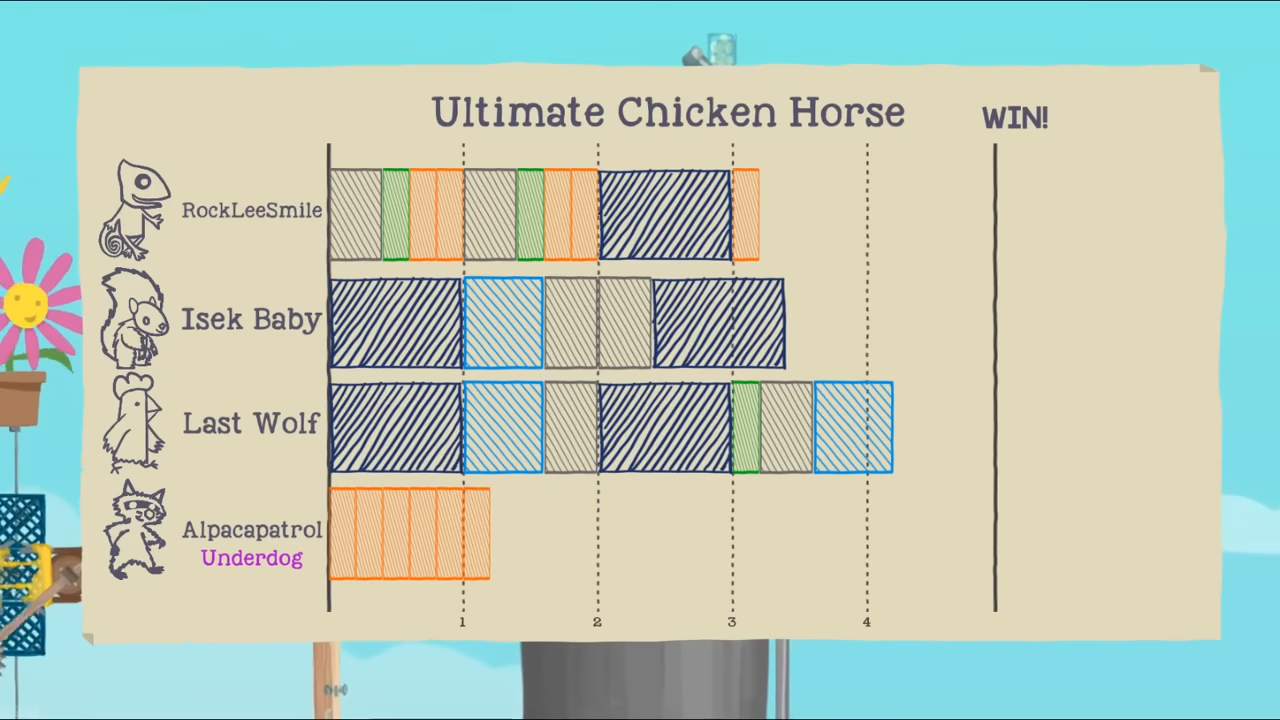 Ultimate Chicken Horse
WIN!
RockLeeSmile
Isek Baby
Last Wolf
Alpacapatrol
Underdog
1 2 3 4